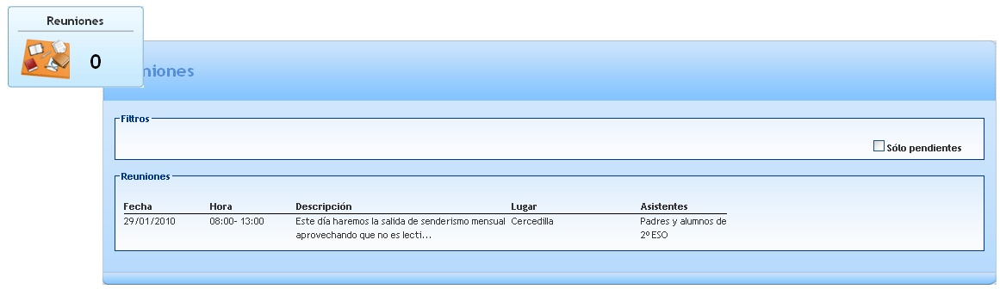 Reuniones
0
niones
Filtros
Sólo pendientes
Reuniones
Fecha Hora Descripción Lugar Asistentes
29/01/2010 08:00- 13:00 Este día haremos la salida de senderismo mensual Cercedilla Padres y alumnos de
aprovechando que no es lecti... 2º ESO